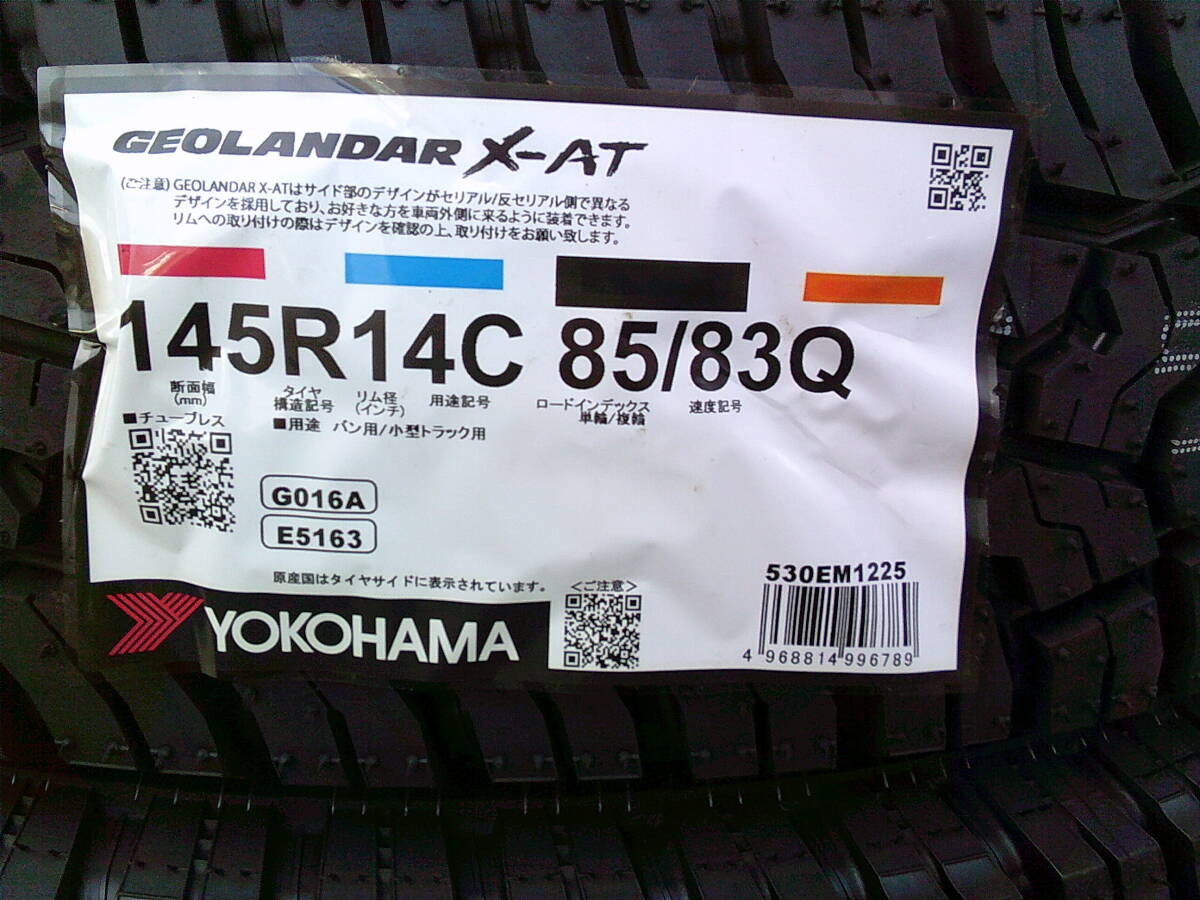 GEOLANDAR X-AT
(ご注意) GEOLANDAR X-ATはサイド部のデザインがセリアル/反セリアル側で異なる
デザインを採用しており、お好きな方を車両外側に来るように装着できます。
リムへの取り付けの際はデザインを確認の上、取り付けをお願い致します。
145R14C 85/83Q
断面幅
(mm)
タイヤ
構造記号
リム径
(インチ)
用途記号
ロードインデックス
単輪/複輪
速度記号
■チューブレス
■用途 バン用/小型トラック用
G016A
E5163
原産国はタイヤサイドに表示されています。
<ご注意>
YOKOHAMA
530EM1225
4 968814 996789